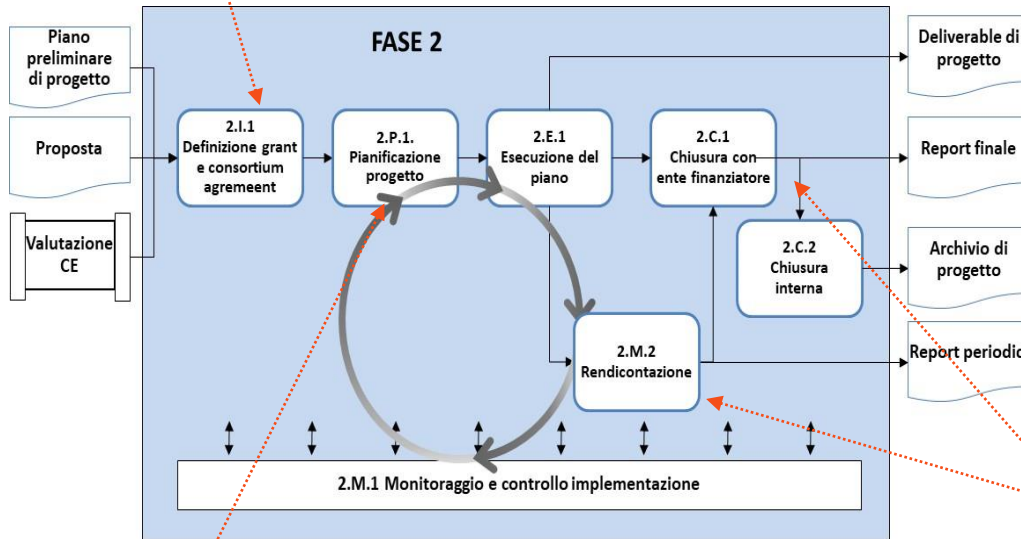 FASE 2
Piano
preliminare
di progetto
Proposta
Valutazione
CE
2.I.1
Definizione grant
e consortium
agreement
2.P.1.
Pianificazione
progetto
2.E.1
Esecuzione del
piano
2.C.1
Chiusura con
ente finanziatore
2.C.2
Chiusura
interna
2.M.2
Rendicontazione
2.M.1 Monitoraggio e controllo implementazione
Deliverable di
progetto
Report finale
Archivio di
progetto
Report periodic